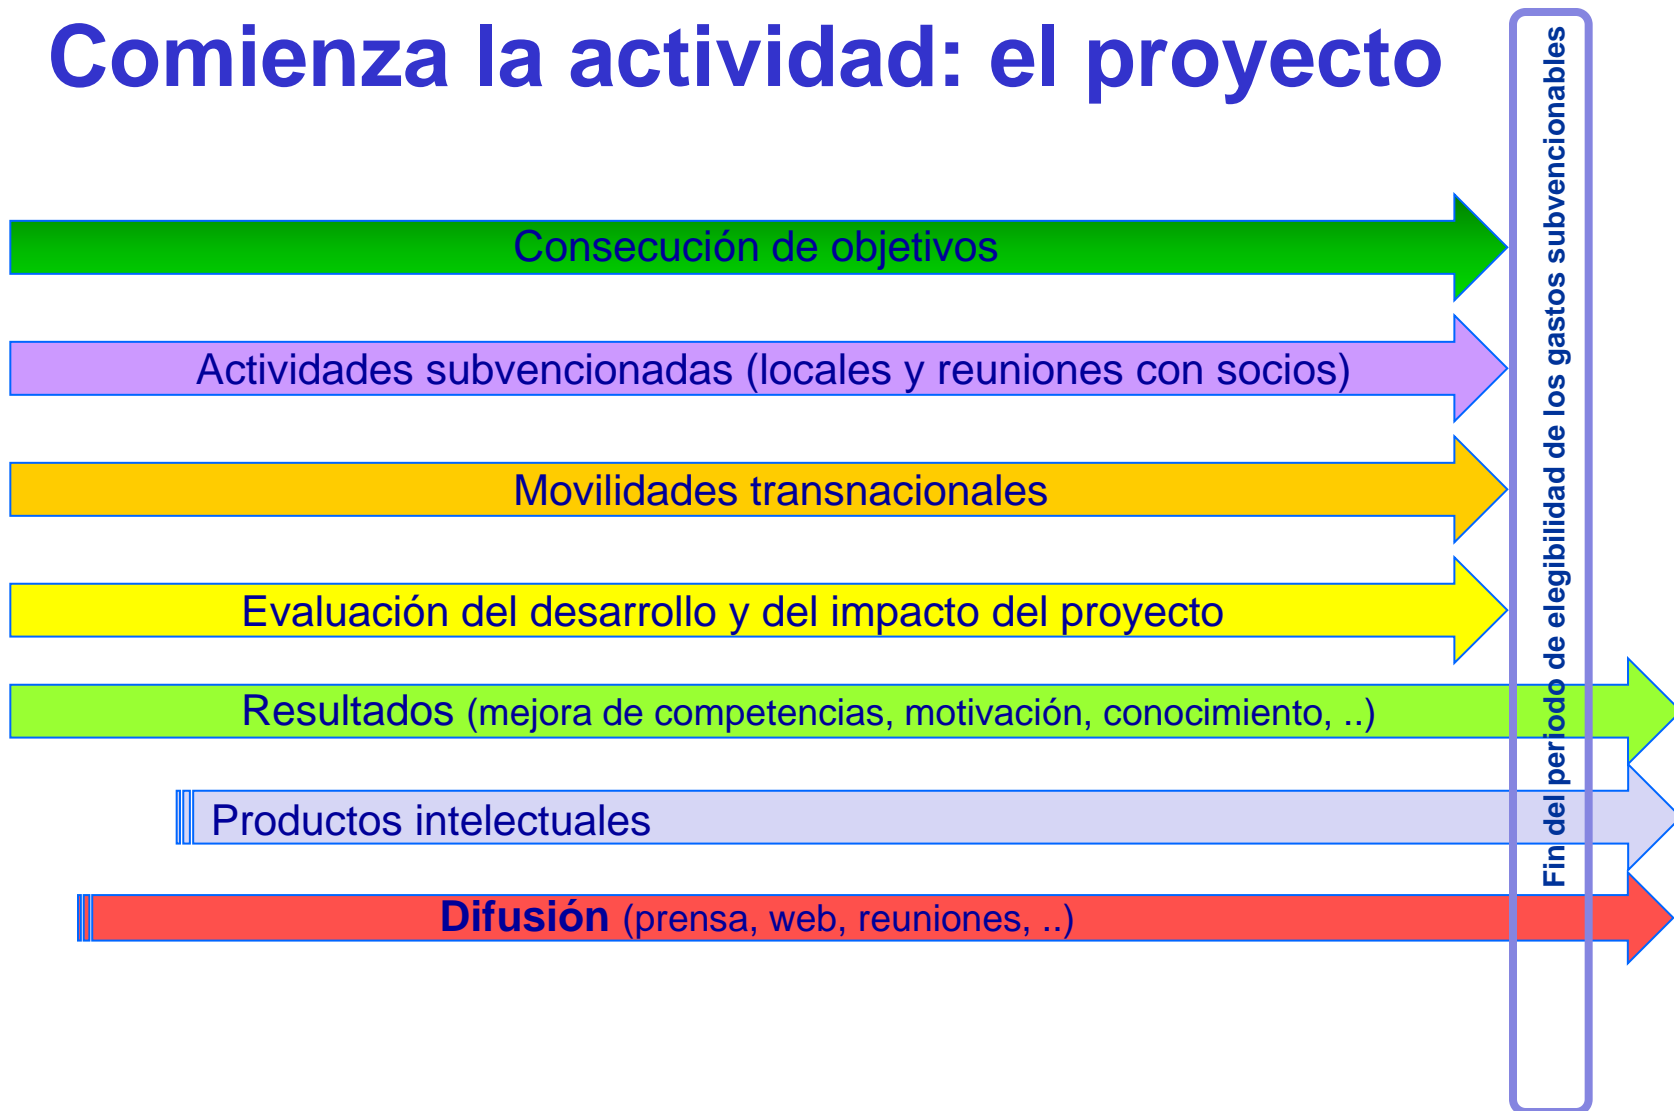 Comienza la actividad: el proyecto
Consecución de objetivos
Actividades subvencionadas (locales y reuniones con socios)
Movilidades transnacionales
Evaluación del desarrollo y del impacto del proyecto
Resultados (mejora de competencias, motivación, conocimiento, ..)
Productos intelectuales
Difusión (prensa, web, reuniones, ..)
Fin del periodo de elegibilidad de los gastos subvencionables